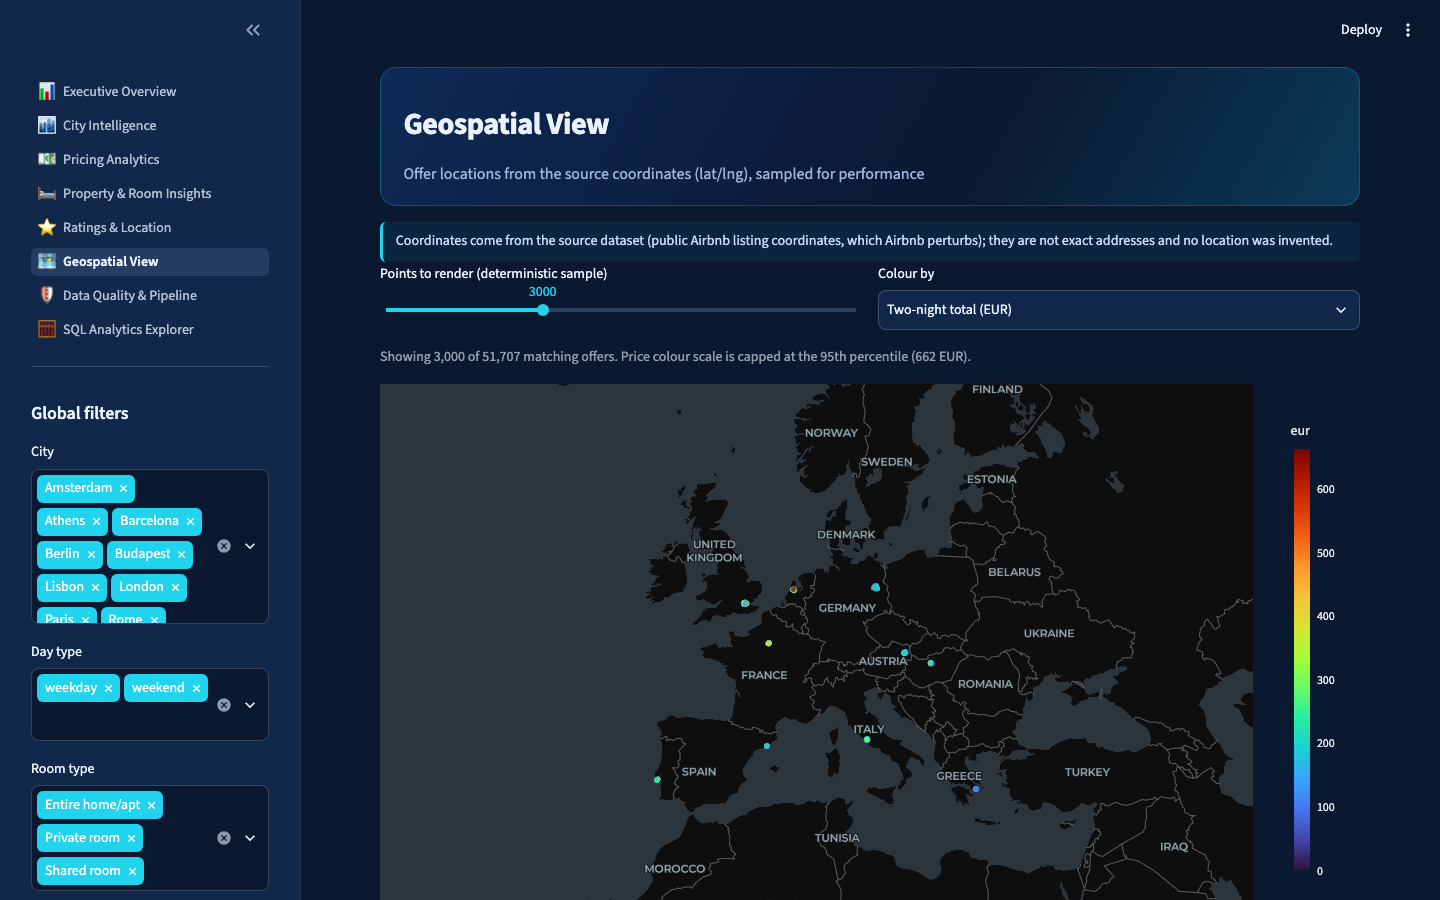 Deploy
Executive Overview
City Intelligence
Pricing Analytics
Property & Room Insights
Ratings & Location
Geospatial View
Data Quality & Pipeline
SQL Analytics Explorer
Global filters
City
Amsterdam ×
Athens × Barcelona ×
Berlin × Budapest ×
Lisbon × London ×
Paris × Rome ×
Day type
weekday × weekend ×
Room type
Entire home/apt ×
Private room ×
Shared room ×
Geospatial View
Offer locations from the source coordinates (lat/lng), sampled for performance
Coordinates come from the source dataset (public Airbnb listing coordinates, which Airbnb perturbs); they are not exact addresses and no location was invented.
Points to render (deterministic sample)
3000
Colour by
Two-night total (EUR)
Showing 3,000 of 51,707 matching offers. Price colour scale is capped at the 95th percentile (662 EUR).
FINLAND
NORWAY
SWEDEN
ESTONIA
DENMARK
UNITED
KINGDOM
BELARUS
GERMANY
UKRAINE
AUSTRIA
FRANCE
ROMANIA
ITALY
SPAIN
GREECE
TURKEY
TUNISIA
IRAQ
MOROCCO
eur
600
500
400
300
200
100
0